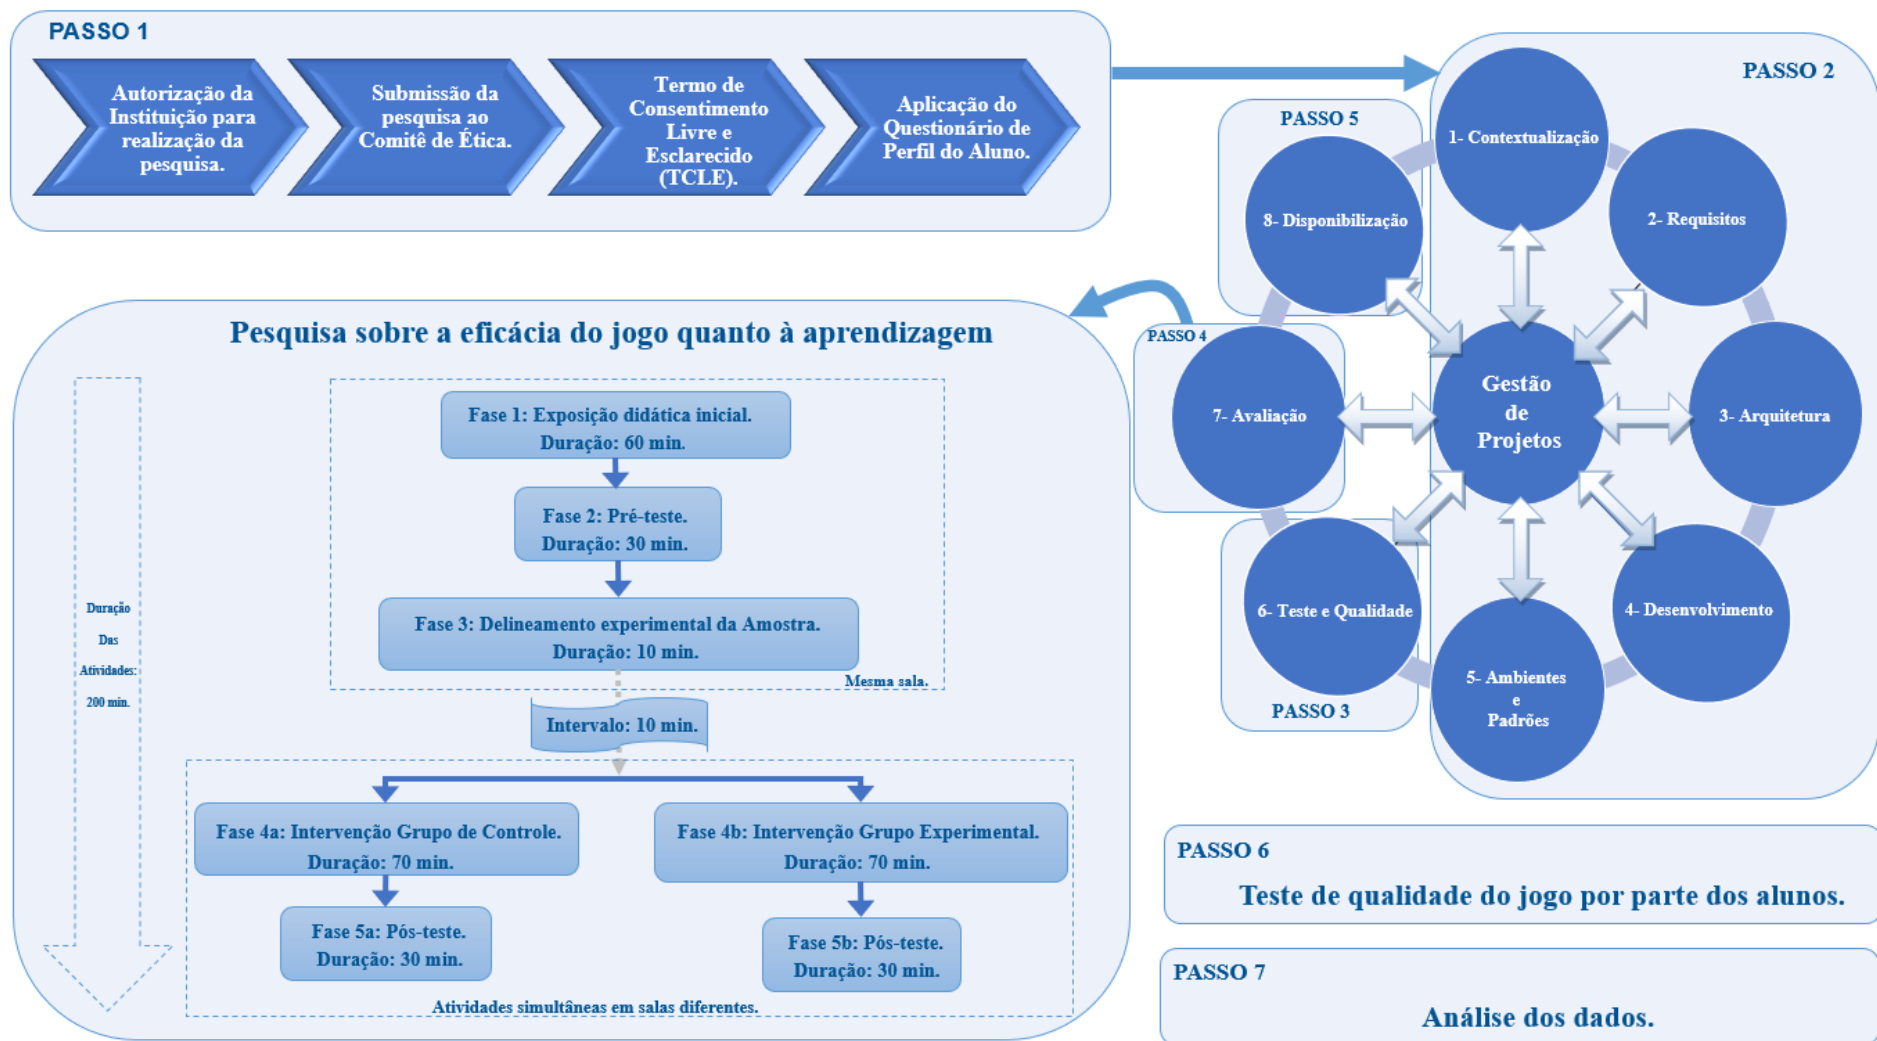 PASSO 1
Autorização da
Instituição para
realização da
pesquisa.
Submissão da
pesquisa ao
Comitê de Ética.
Termo de
Consentimento
Livre e
Esclarecido
(TCLE).
Aplicação do
Questionário de
Perfil do Aluno.
PASSO 2
1- Contextualização
2- Requisitos
3- Arquitetura
4- Desenvolvimento
5- Ambientes
e
Padrões
Gestão
de
Projetos
PASSO 3
6- Teste e Qualidade
PASSO 4
7- Avaliação
PASSO 5
8- Disponibilização
Pesquisa sobre a eficácia do jogo quanto à aprendizagem
Duração
Das
Atividades:
200 min.
Fase 1: Exposição didática inicial.
Duração: 60 min.
Fase 2: Pré-teste.
Duração: 30 min.
Fase 3: Delineamento experimental da Amostra.
Duração: 10 min.
Mesma sala.
Intervalo: 10 min.
Fase 4a: Intervenção Grupo de Controle.
Duração: 70 min.
Fase 4b: Intervenção Grupo Experimental.
Duração: 70 min.
Fase 5a: Pós-teste.
Duração: 30 min.
Fase 5b: Pós-teste.
Duração: 30 min.
Atividades simultâneas em salas diferentes.
PASSO 6
Teste de qualidade do jogo por parte dos alunos.
PASSO 7
Análise dos dados.